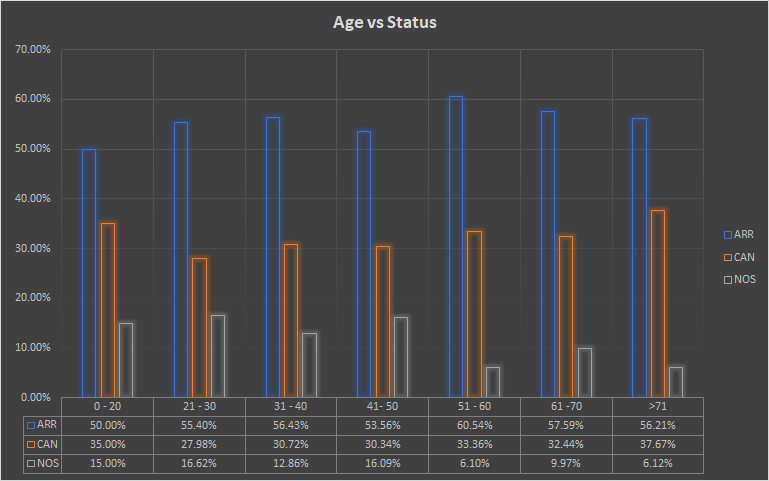 Age vs Status
70.00%
60.00%
50.00%
40.00%
30.00%
20.00%
10.00%
0.00%
ARR
CAN
NOS
0 - 20 21 - 30 31 - 40 41- 50 51 - 60 61 -70 >71
ARR 50.00% 55.40% 56.43% 53.56% 60.54% 57.59% 56.21%
CAN 35.00% 27.98% 30.72% 30.34% 33.36% 32.44% 37.67%
NOS 15.00% 16.62% 12.86% 16.09% 6.10% 9.97% 6.12%